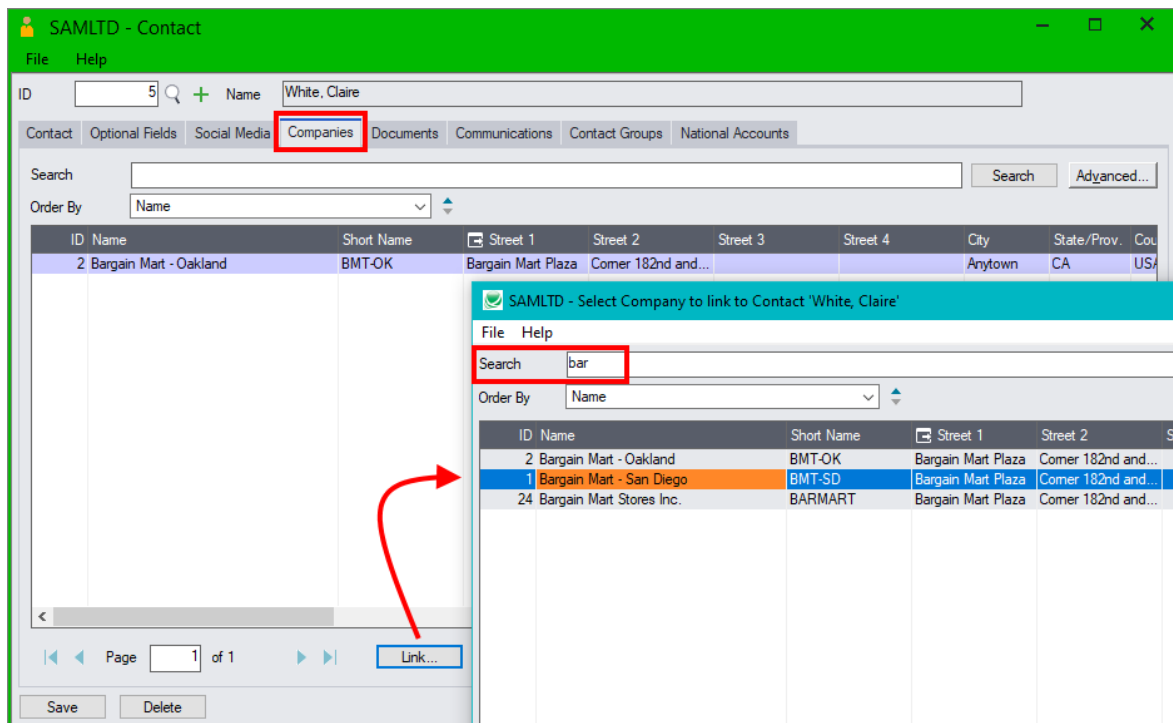 SAMLTD - Contact
File Help
ID 5 Name White, Claire
Contact Optional Fields Social Media Companies Documents Communications Contact Groups National Accounts
Search Search Advanced...
Order By Name
ID Name Short Name Street 1 Street 2 Street 3 Street 4 City State/Prov. Cou
2 Bargain Mart - Oakland BMT-OK Bargain Mart Plaza Corner 182nd and... Anytown CA USA
SAMLTD - Select Company to link to Contact 'White, Claire'
File Help
Search bar
Order By Name
ID Name Short Name Street 1 Street 2 S
2 Bargain Mart - Oakland BMT-OK Bargain Mart Plaza Corner 182nd and...
1 Bargain Mart - San Diego BMT-SD Bargain Mart Plaza Corner 182nd and...
24 Bargain Mart Stores Inc. BARMART Bargain Mart Plaza Corner 182nd and...
Page 1 of 1 Link...
Save Delete